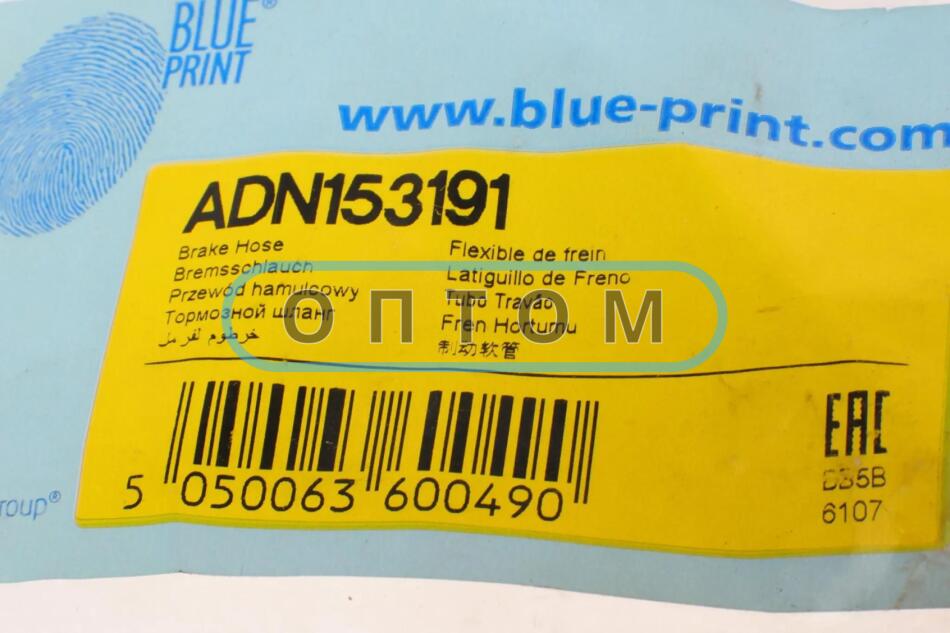 BLUE PRINT®
www.blue-print.com
ADN153191
Brake Hose
Bremsschlauch
Przewód hamulcowy
Тормозной шланг
خرطوم لفرمل
Flexible de frein
Latiguillo de Freno
Tubo Travão
Fren Hortumu
制动软管
ОПТОМ
EAC
5 050063 600490
6107
roup®